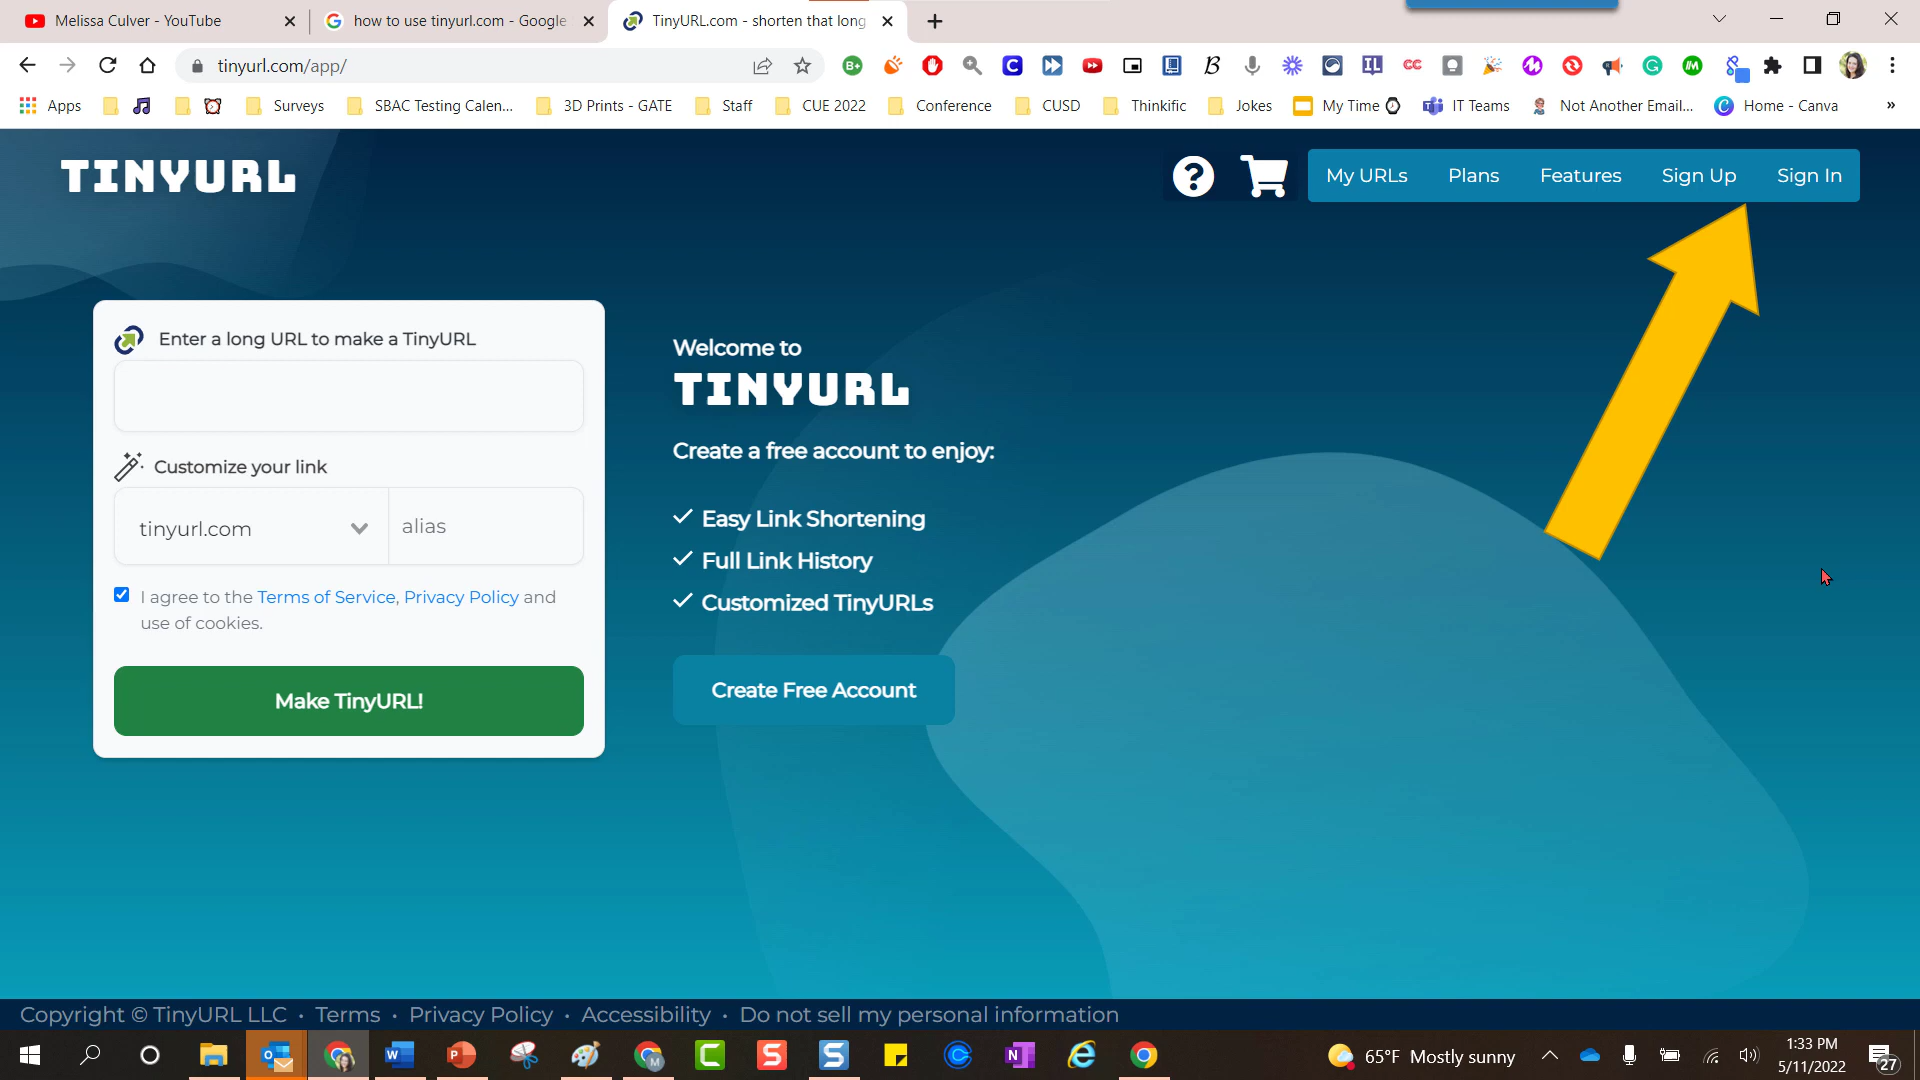 Melissa Culver - YouTube
how to use tinyurl.com - Google
TinyURL.com - shorten that long
tinyurl.com/app/
Apps
Surveys
SBAC Testing Calen...
3D Prints - GATE
Staff
CUE 2022
Conference
CUSD
Thinkific
Jokes
My Time
IT Teams
Not Another Email...
Home - Canva
»
TINYURL
My URLs
Plans
Features
Sign Up
Sign In
Enter a long URL to make a TinyURL
Customize your link
tinyurl.com
alias
I agree to the Terms of Service, Privacy Policy and
use of cookies.
Make TinyURL!
Welcome to
TINYURL
Create a free account to enjoy:
Easy Link Shortening
Full Link History
Customized TinyURLs
Create Free Account
Copyright © TinyURL LLC • Terms • Privacy Policy • Accessibility • Do not sell my personal information
65°F Mostly sunny
1:33 PM
5/11/2022
27